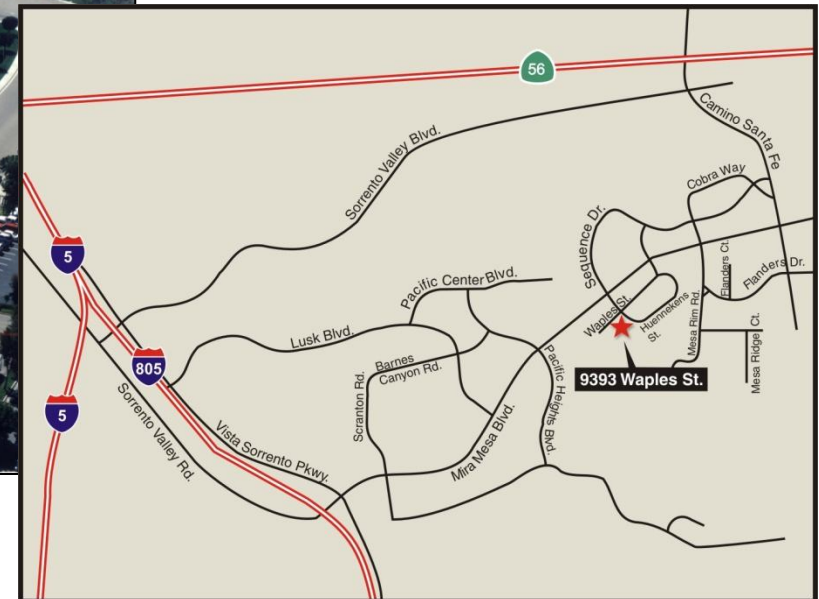 56
Camino Santa Fe
Sorrento Valley Blvd.
Cobra Way
Sequence Dr.
5
Pacific Center Blvd.
Flanders Ct.
Flanders Dr.
Waples St.
Huennekens
St.
Mesa Rim Rd.
Lusk Blvd.
Mesa Ridge Ct.
805
Barnes
Canyon Rd.
Pacific Heights Blvd.
9393 Waples St.
Scranton Rd.
5
Sorrento Valley Rd.
Mira Mesa Blvd.
Vista Sorrento Pkwy.